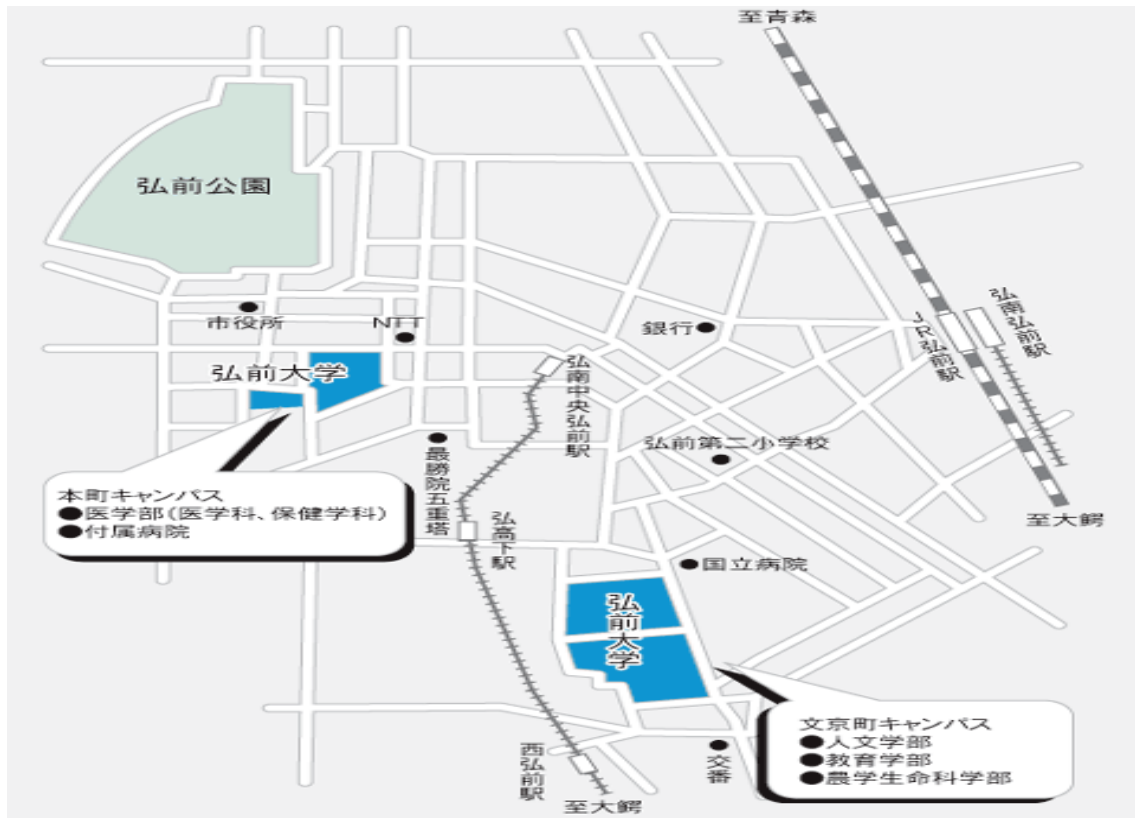 至青森
弘前公園
市役所
NTT
銀行
JR弘前駅
弘南弘前駅
弘前大学
弘南中央弘前駅
弘前第二小学校
最勝院五重塔
本町キャンパス
●医学部(医学科、保健学科)
●付属病院
弘高下駅
至大鰐
国立病院
弘前大学
文京町キャンパス
●人文学部
●教育学部
●農学生命科学部
交番
西弘前駅
至大鰐